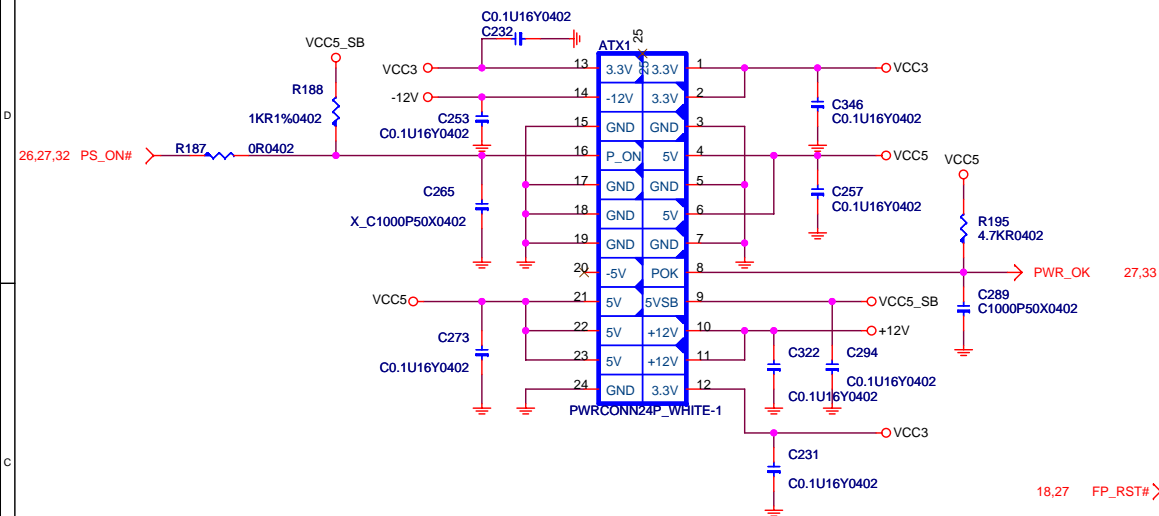 C0.1U16Y0402
C232
25
ATX1
25
VCC5_SB
VCC3
13
3.3V
3.3V
1
VCC3
R188
-12V
14
-12V
3.3V
2
C346
D
1KR1%0402
C253
C0.1U16Y0402
C0.1U16Y0402
15
GND
GND
3
26,27,32 PS_ON#
R187
0R0402
16
P_ON
5V
4
VCC5
VCC5
17
GND
GND
5
C265
C257
X_C1000P50X0402
C0.1U16Y0402
18
GND
5V
6
R195
4.7KR0402
19
GND
GND
7
20
-5V
POK
8
PWR_OK 27,33
C289
C1000P50X0402
VCC5
21
5V
5VSB
9
VCC5_SB
22
5V
+12V
10
+12V
C273
C322
C294
23
5V
+12V
11
C0.1U16Y0402
C0.1U16Y0402
C0.1U16Y0402
24
GND
3.3V
12
PWRCONN24P_WHITE-1
VCC3
C231
C
C0.1U16Y0402
18,27 FP_RST#